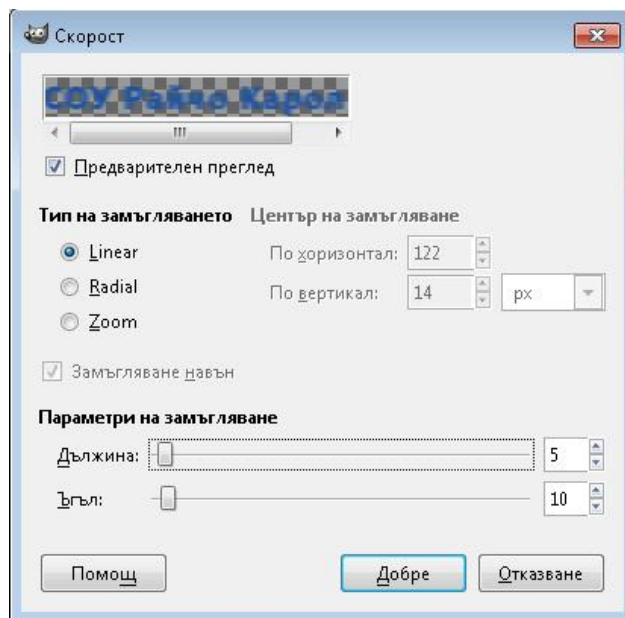 Скорост
СОУ Райчо Карол
Предварителен преглед
Тип на замъгляването Център на замъгляване
Linear По хоризонтал: 122
Radial По вертикал: 14 px
Zoom
Замъгляване навън
Параметри на замъгляване
Дължина: 5
Ъгъл: 10
Помощ Добре Отказване